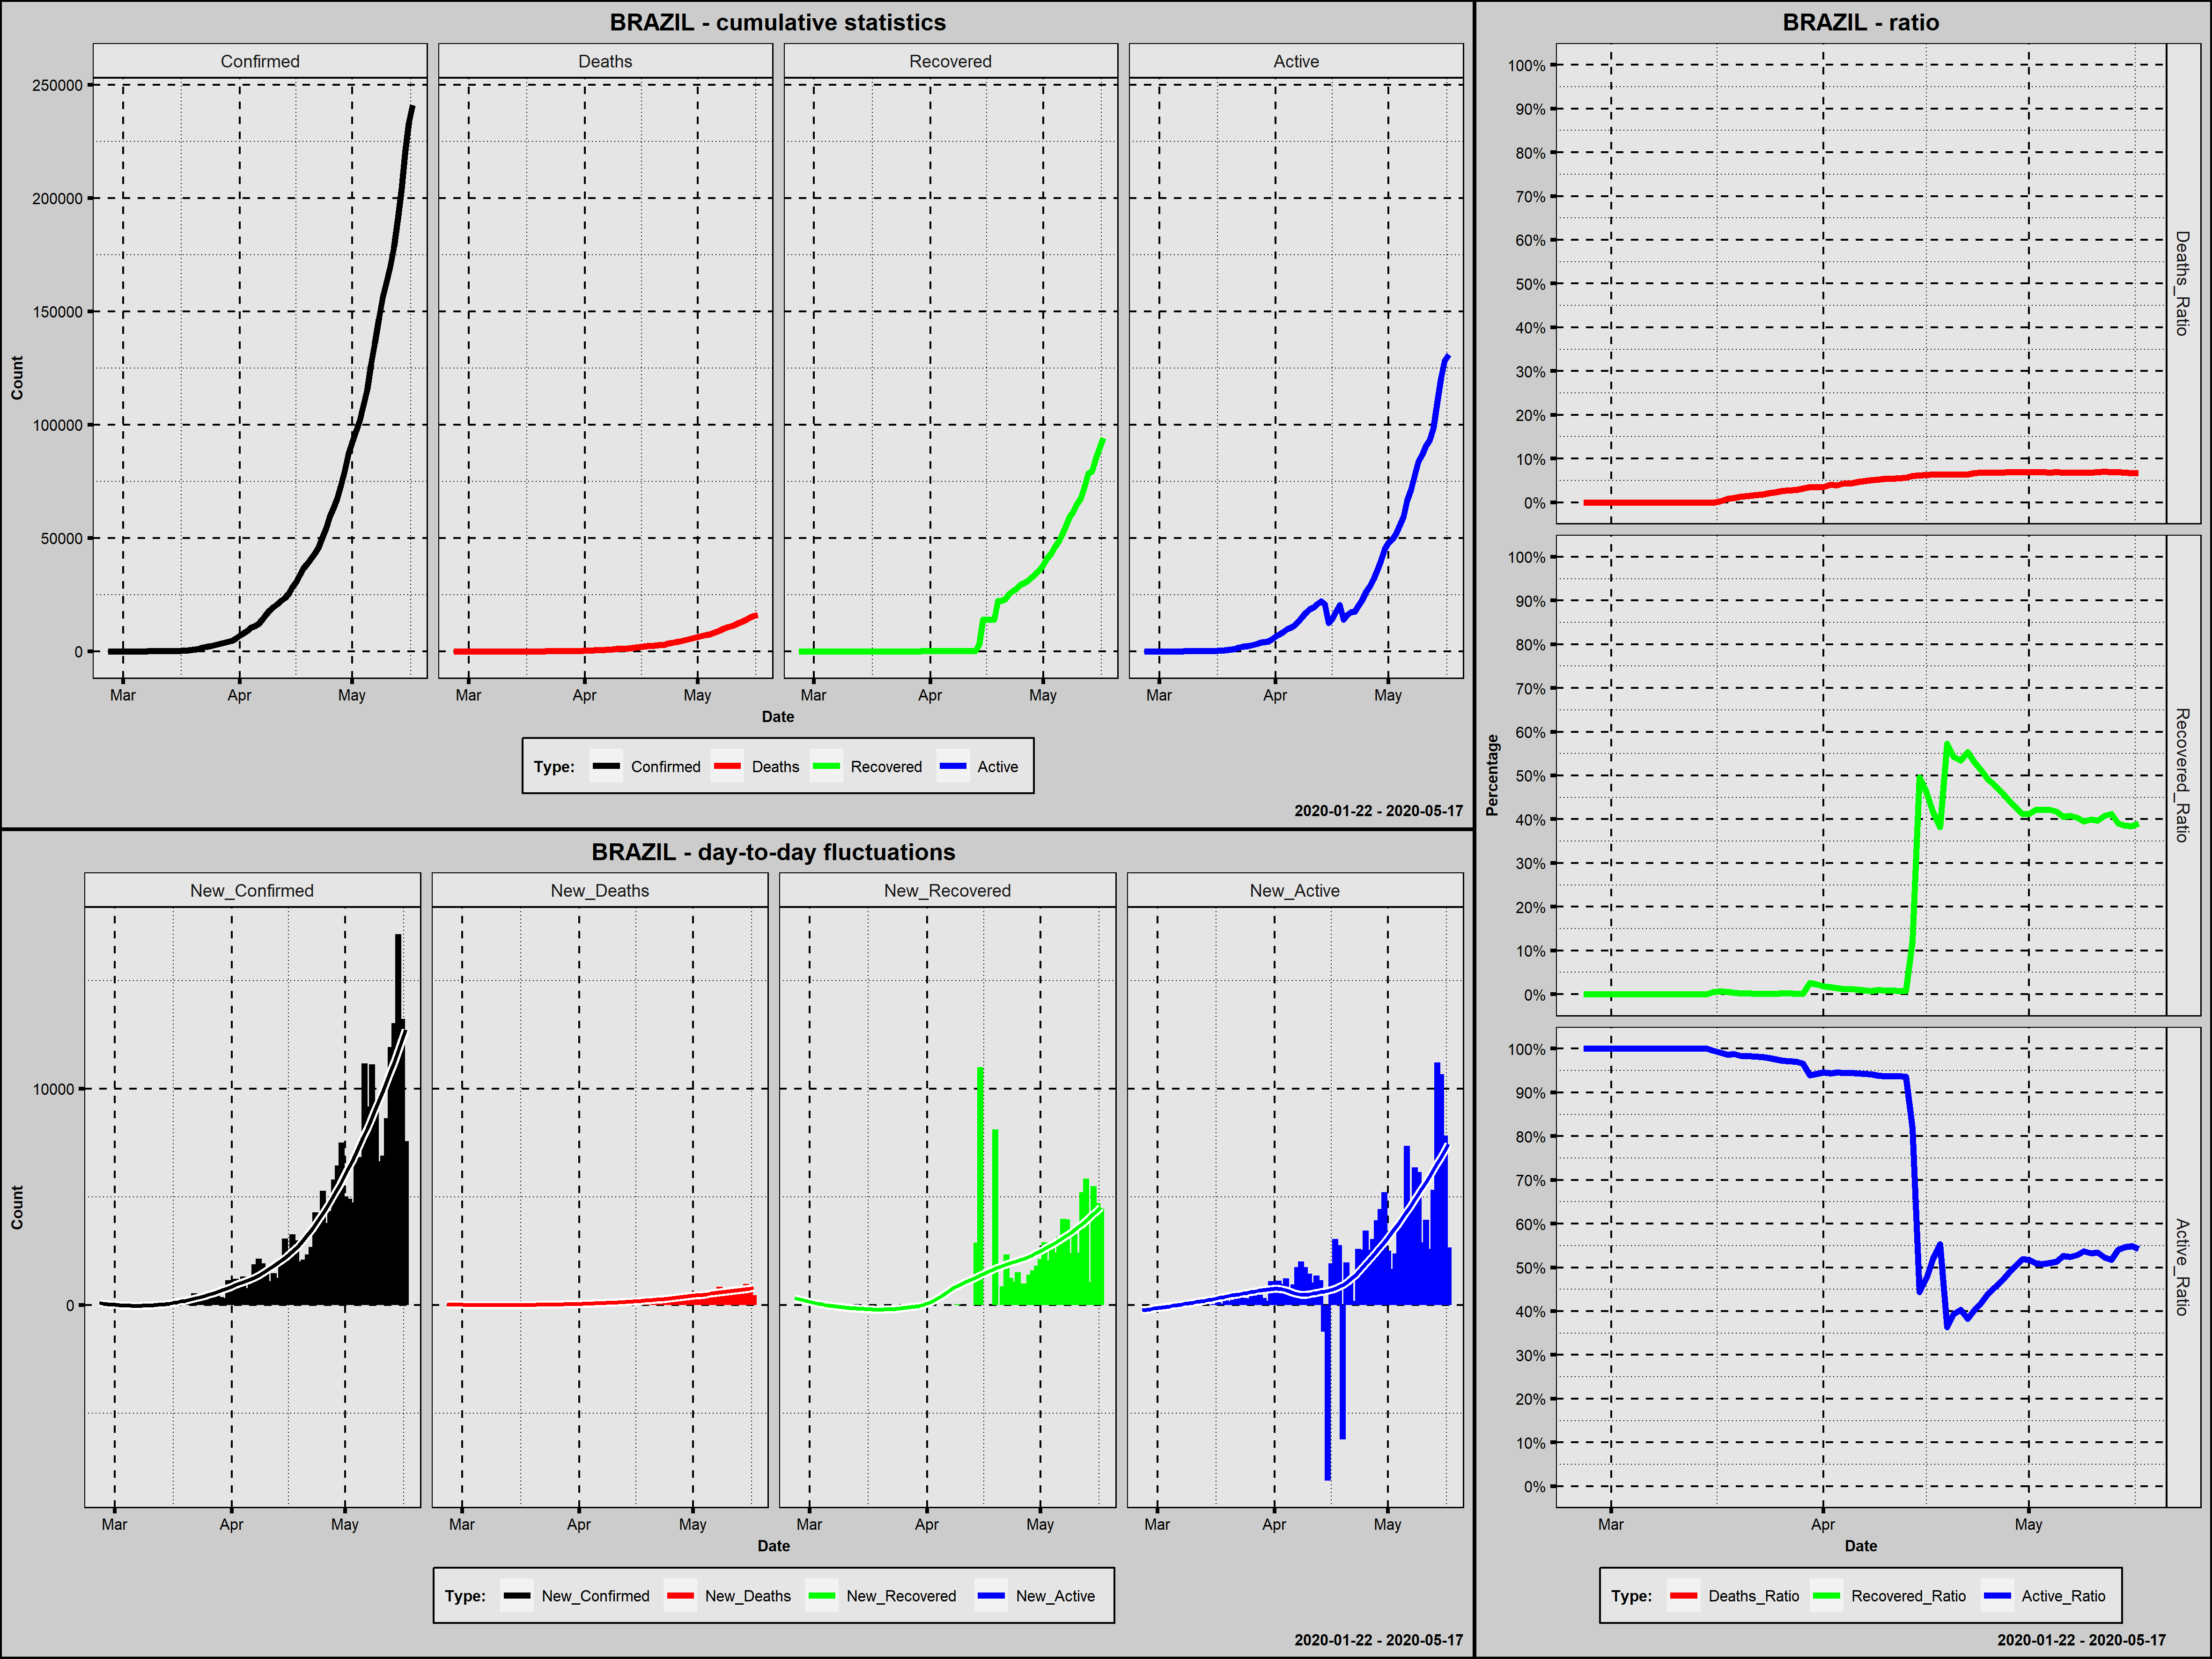 BRAZIL - cumulative statistics
Confirmed Deaths Recovered Active
250000
200000
150000
100000
50000
0
Count
Mar Apr May Mar Apr May Mar Apr May Mar Apr May
Date
Type: Confirmed Deaths Recovered Active
2020-01-22 - 2020-05-17
BRAZIL - day-to-day fluctuations
New_Confirmed New_Deaths New_Recovered New_Active
10000
0
Count
Mar Apr May Mar Apr May Mar Apr May Mar Apr May
Date
Type: New_Confirmed New_Deaths New_Recovered New_Active
2020-01-22 - 2020-05-17
BRAZIL - ratio
100%
90%
80%
70%
60%
50%
40%
30%
20%
10%
0%
Deaths_Ratio
100%
90%
80%
70%
60%
50%
40%
30%
20%
10%
0%
Recovered_Ratio
Percentage
100%
90%
80%
70%
60%
50%
40%
30%
20%
10%
0%
Active_Ratio
Mar Apr May
Date
Type: Deaths_Ratio Recovered_Ratio Active_Ratio
2020-01-22 - 2020-05-17